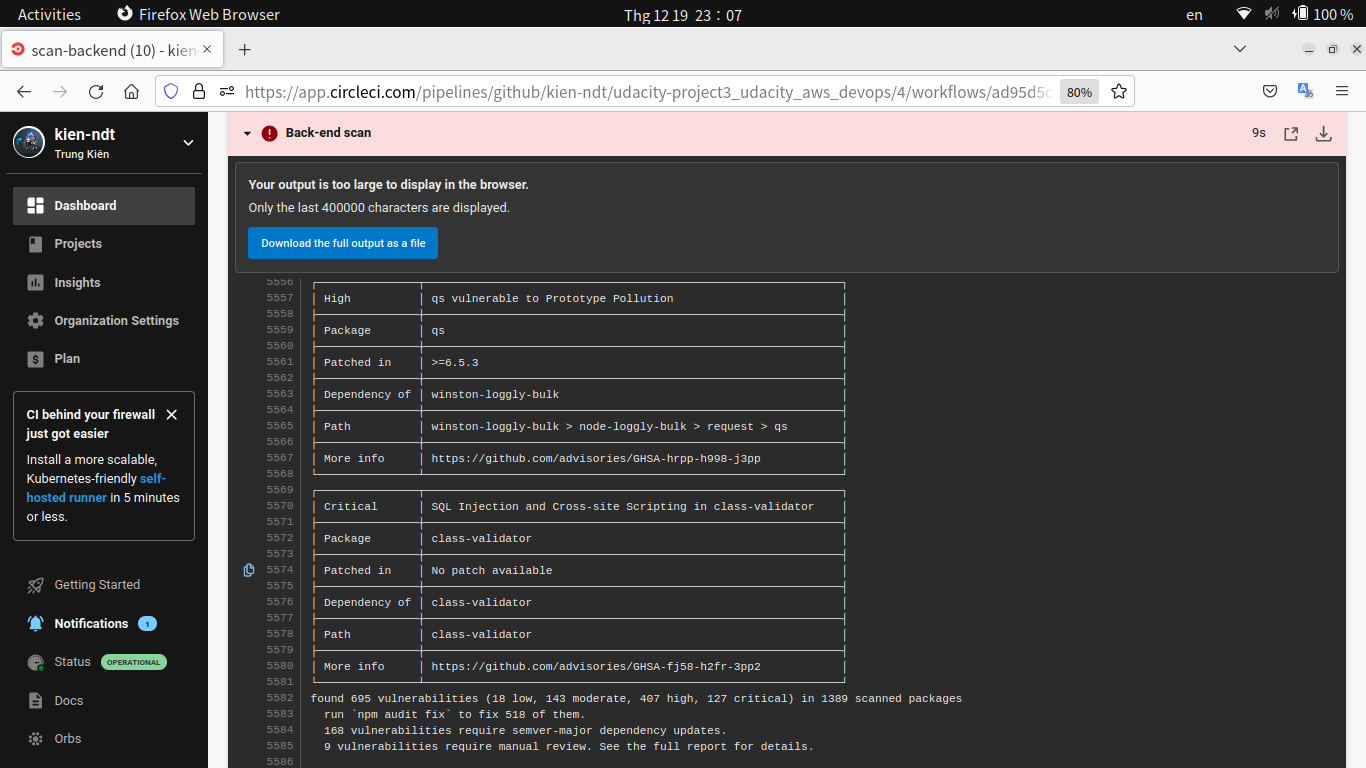 Activities
Firefox Web Browser
Thg 12 19 23 : 07
en
100 %
scan-backend (10) - kien
https://app.circleci.com/pipelines/github/kien-ndt/udacity-project3_udacity_aws_devops/4/workflows/ad95d5c
80%
kien-ndt
Trung Kiên
Dashboard
Projects
Insights
Organization Settings
Plan
CI behind your firewall
just got easier
Install a more scalable,
Kubernetes-friendly self-
hosted runner in 5 minutes
or less.
Getting Started
Notifications 1
Status OPERATIONAL
Docs
Orbs
Back-end scan
9s
Your output is too large to display in the browser.
Only the last 400000 characters are displayed.
Download the full output as a file
5556
5557 High qs vulnerable to Prototype Pollution
5558
5559 Package qs
5560
5561 Patched in >=6.5.3
5562
5563 Dependency of winston-loggly-bulk
5564
5565 Path winston-loggly-bulk > node-loggly-bulk > request > qs
5566
5567 More info https://github.com/advisories/GHSA-hrpp-h998-j3pp
5568
5569
5570 Critical SQL Injection and Cross-site Scripting in class-validator
5571
5572 Package class-validator
5573
5574 Patched in No patch available
5575
5576 Dependency of class-validator
5577
5578 Path class-validator
5579
5580 More info https://github.com/advisories/GHSA-fj58-h2fr-3pp2
5581
5582 found 695 vulnerabilities (18 low, 143 moderate, 407 high, 127 critical) in 1389 scanned packages
5583 run `npm audit fix` to fix 518 of them.
5584 168 vulnerabilities require semver-major dependency updates.
5585 9 vulnerabilities require manual review. See the full report for details.
5586